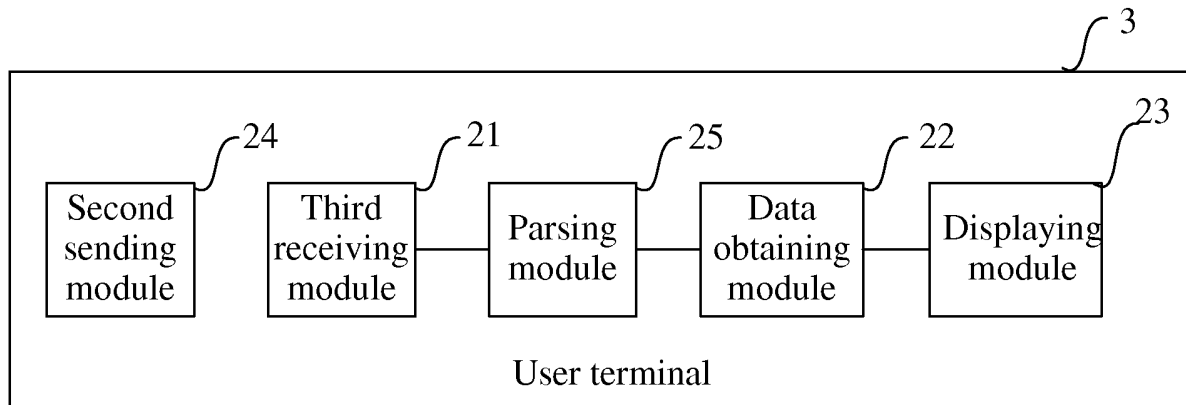 3
24
21
25
22
23
Second
sending
module
Third
receiving
module
Parsing
module
Data
obtaining
module
Displaying
module
User terminal